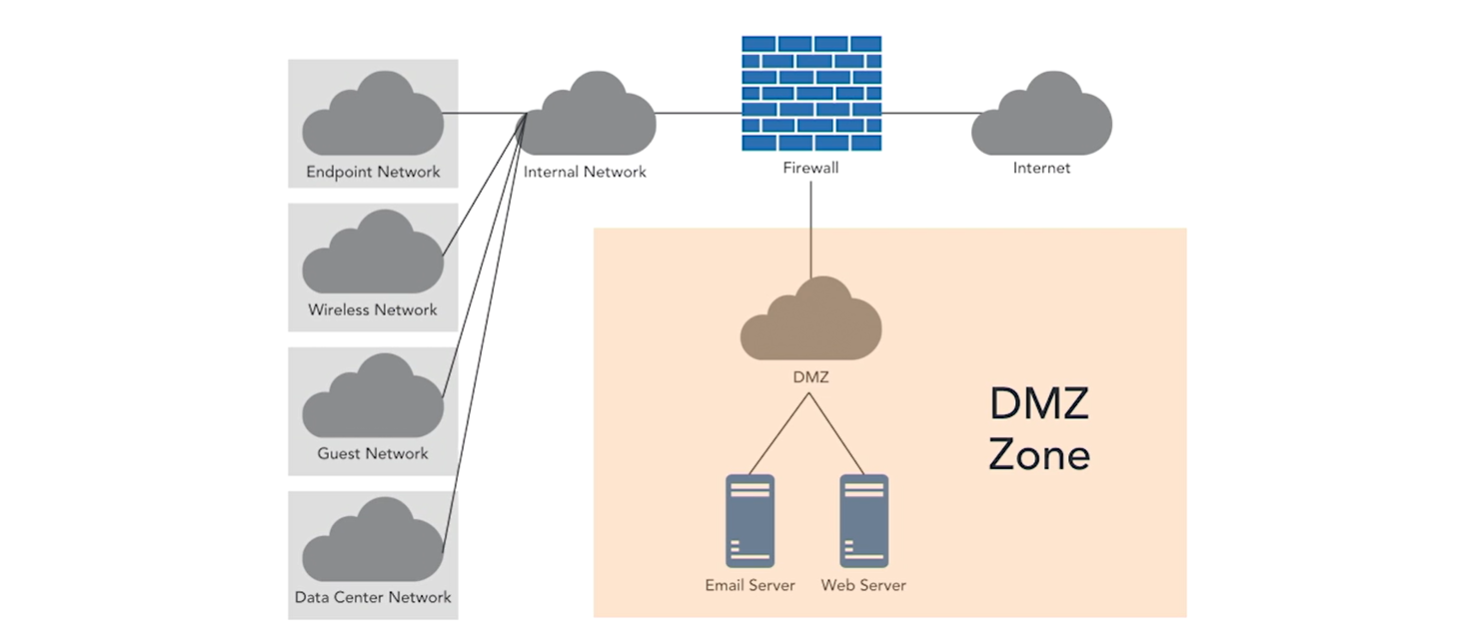 Endpoint Network
Internal Network
Firewall
Internet
Wireless Network
Guest Network
Data Center Network
DMZ
DMZ
Zone
Email Server
Web Server